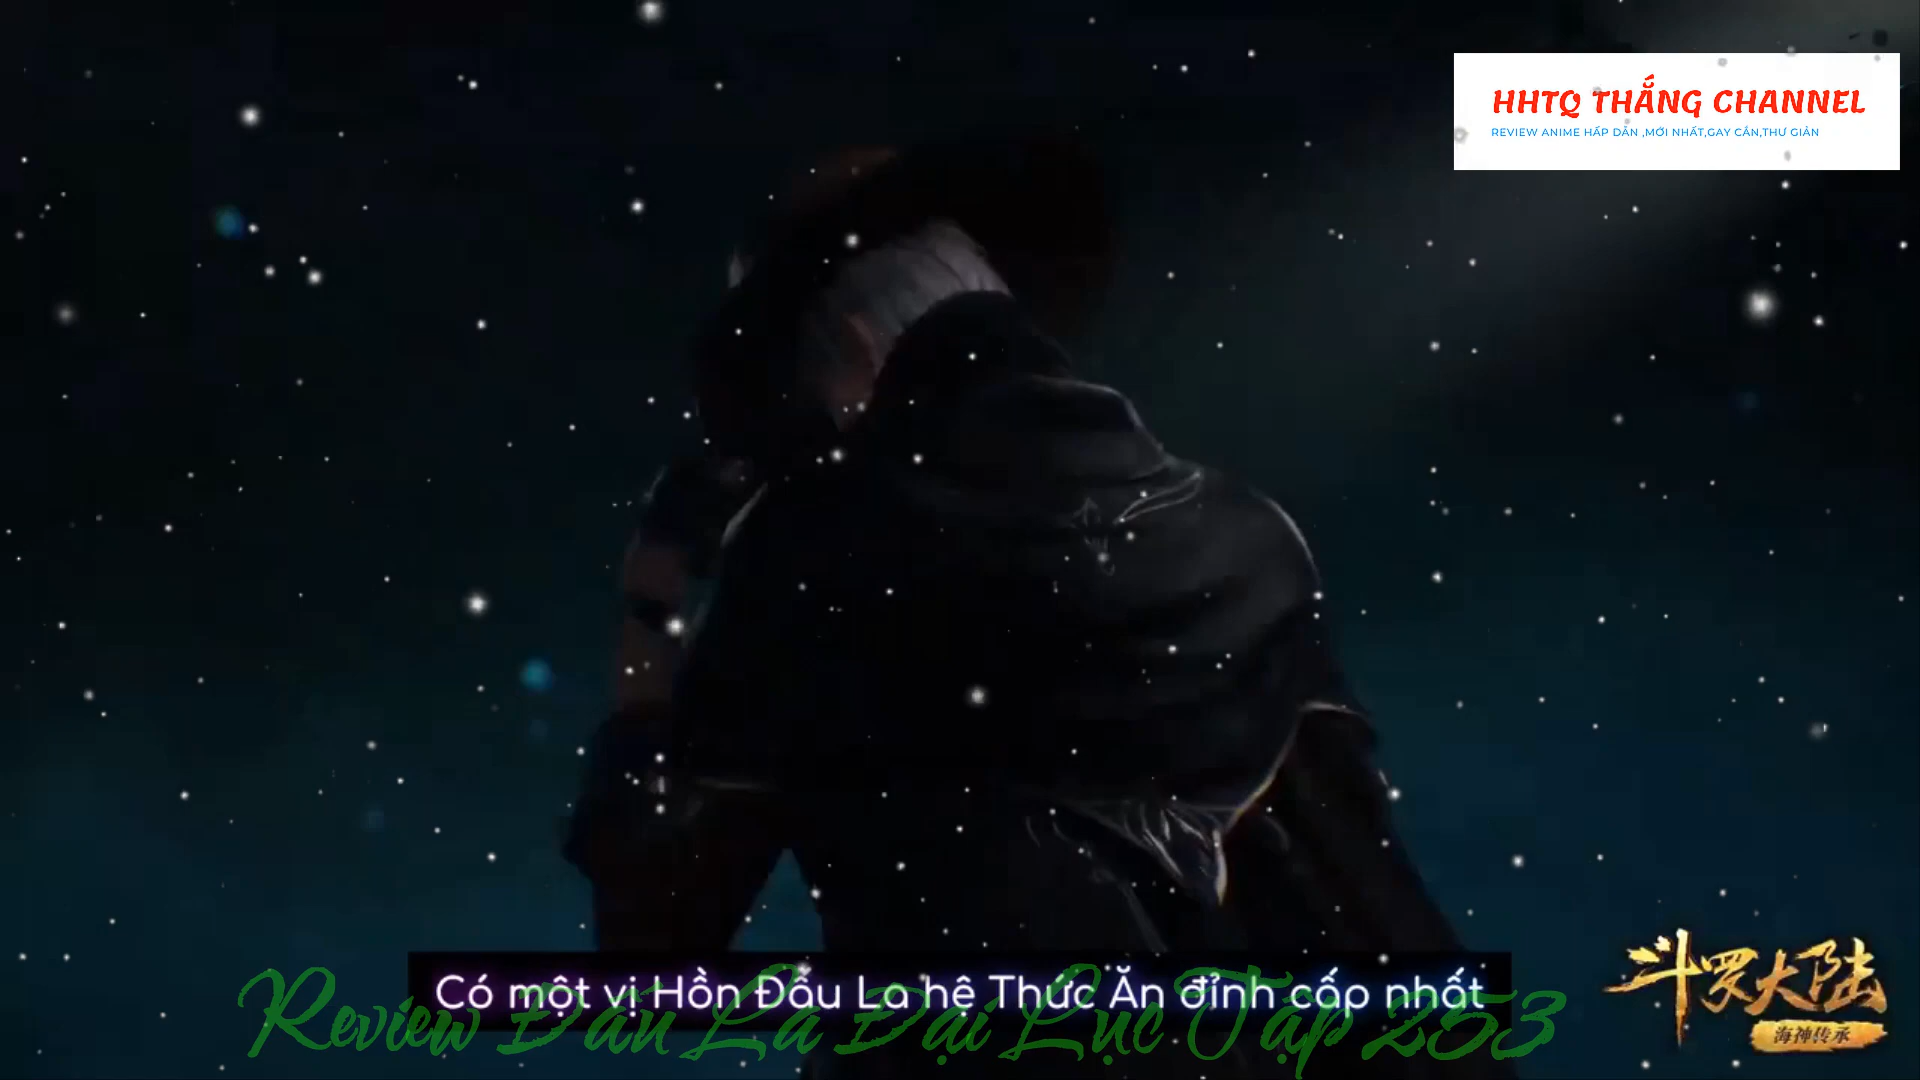 HHTQ THẮNG CHANNEL
REVIEW ANIME HẤP DẪN ,MỚI NHẤT,GAY CẤN,THƯ GIẢN
Có một vị Hồn Đẩu La hệ Thức Ăn đỉnh cấp nhất
Review Đấu La Đại Lục Tập 253
斗罗大陆
海神传承